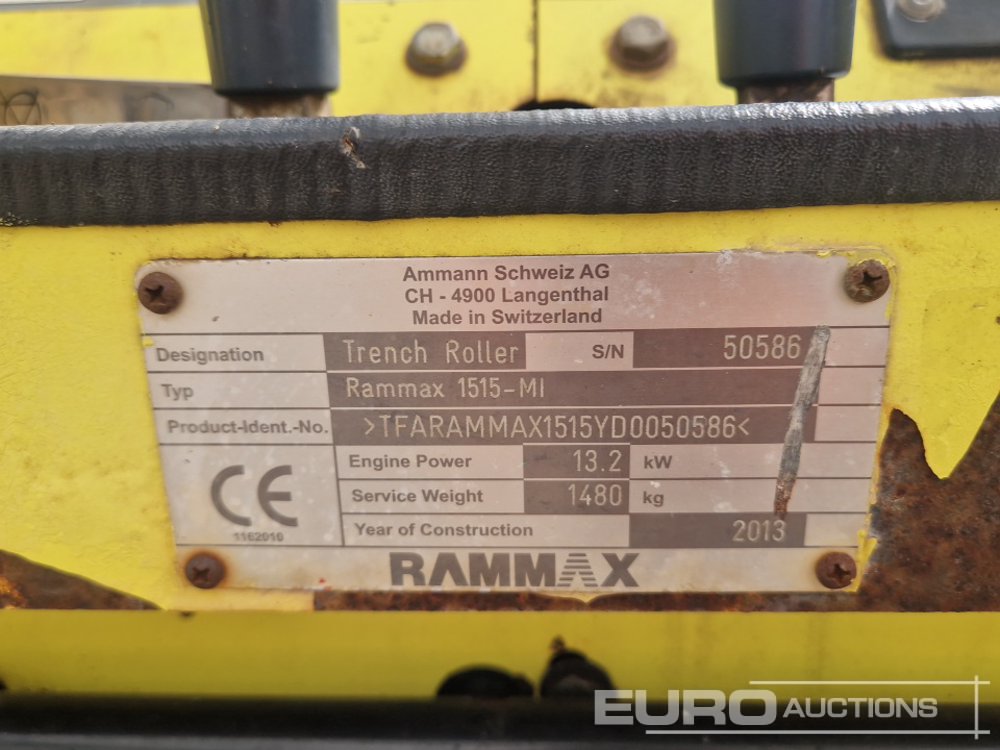 Ammann Schweiz AG
CH - 4900 Langenthal
Made in Switzerland
Designation Trench Roller S/N 50586
Typ Rammax 1515-MI
Product-Ident.-No. >TFARAMMAX1515YD0050586<
Engine Power 13.2 kW
CE Service Weight 1480 kg
1162010 Year of Construction 2013
RAMMAX
EURO AUCTIONS